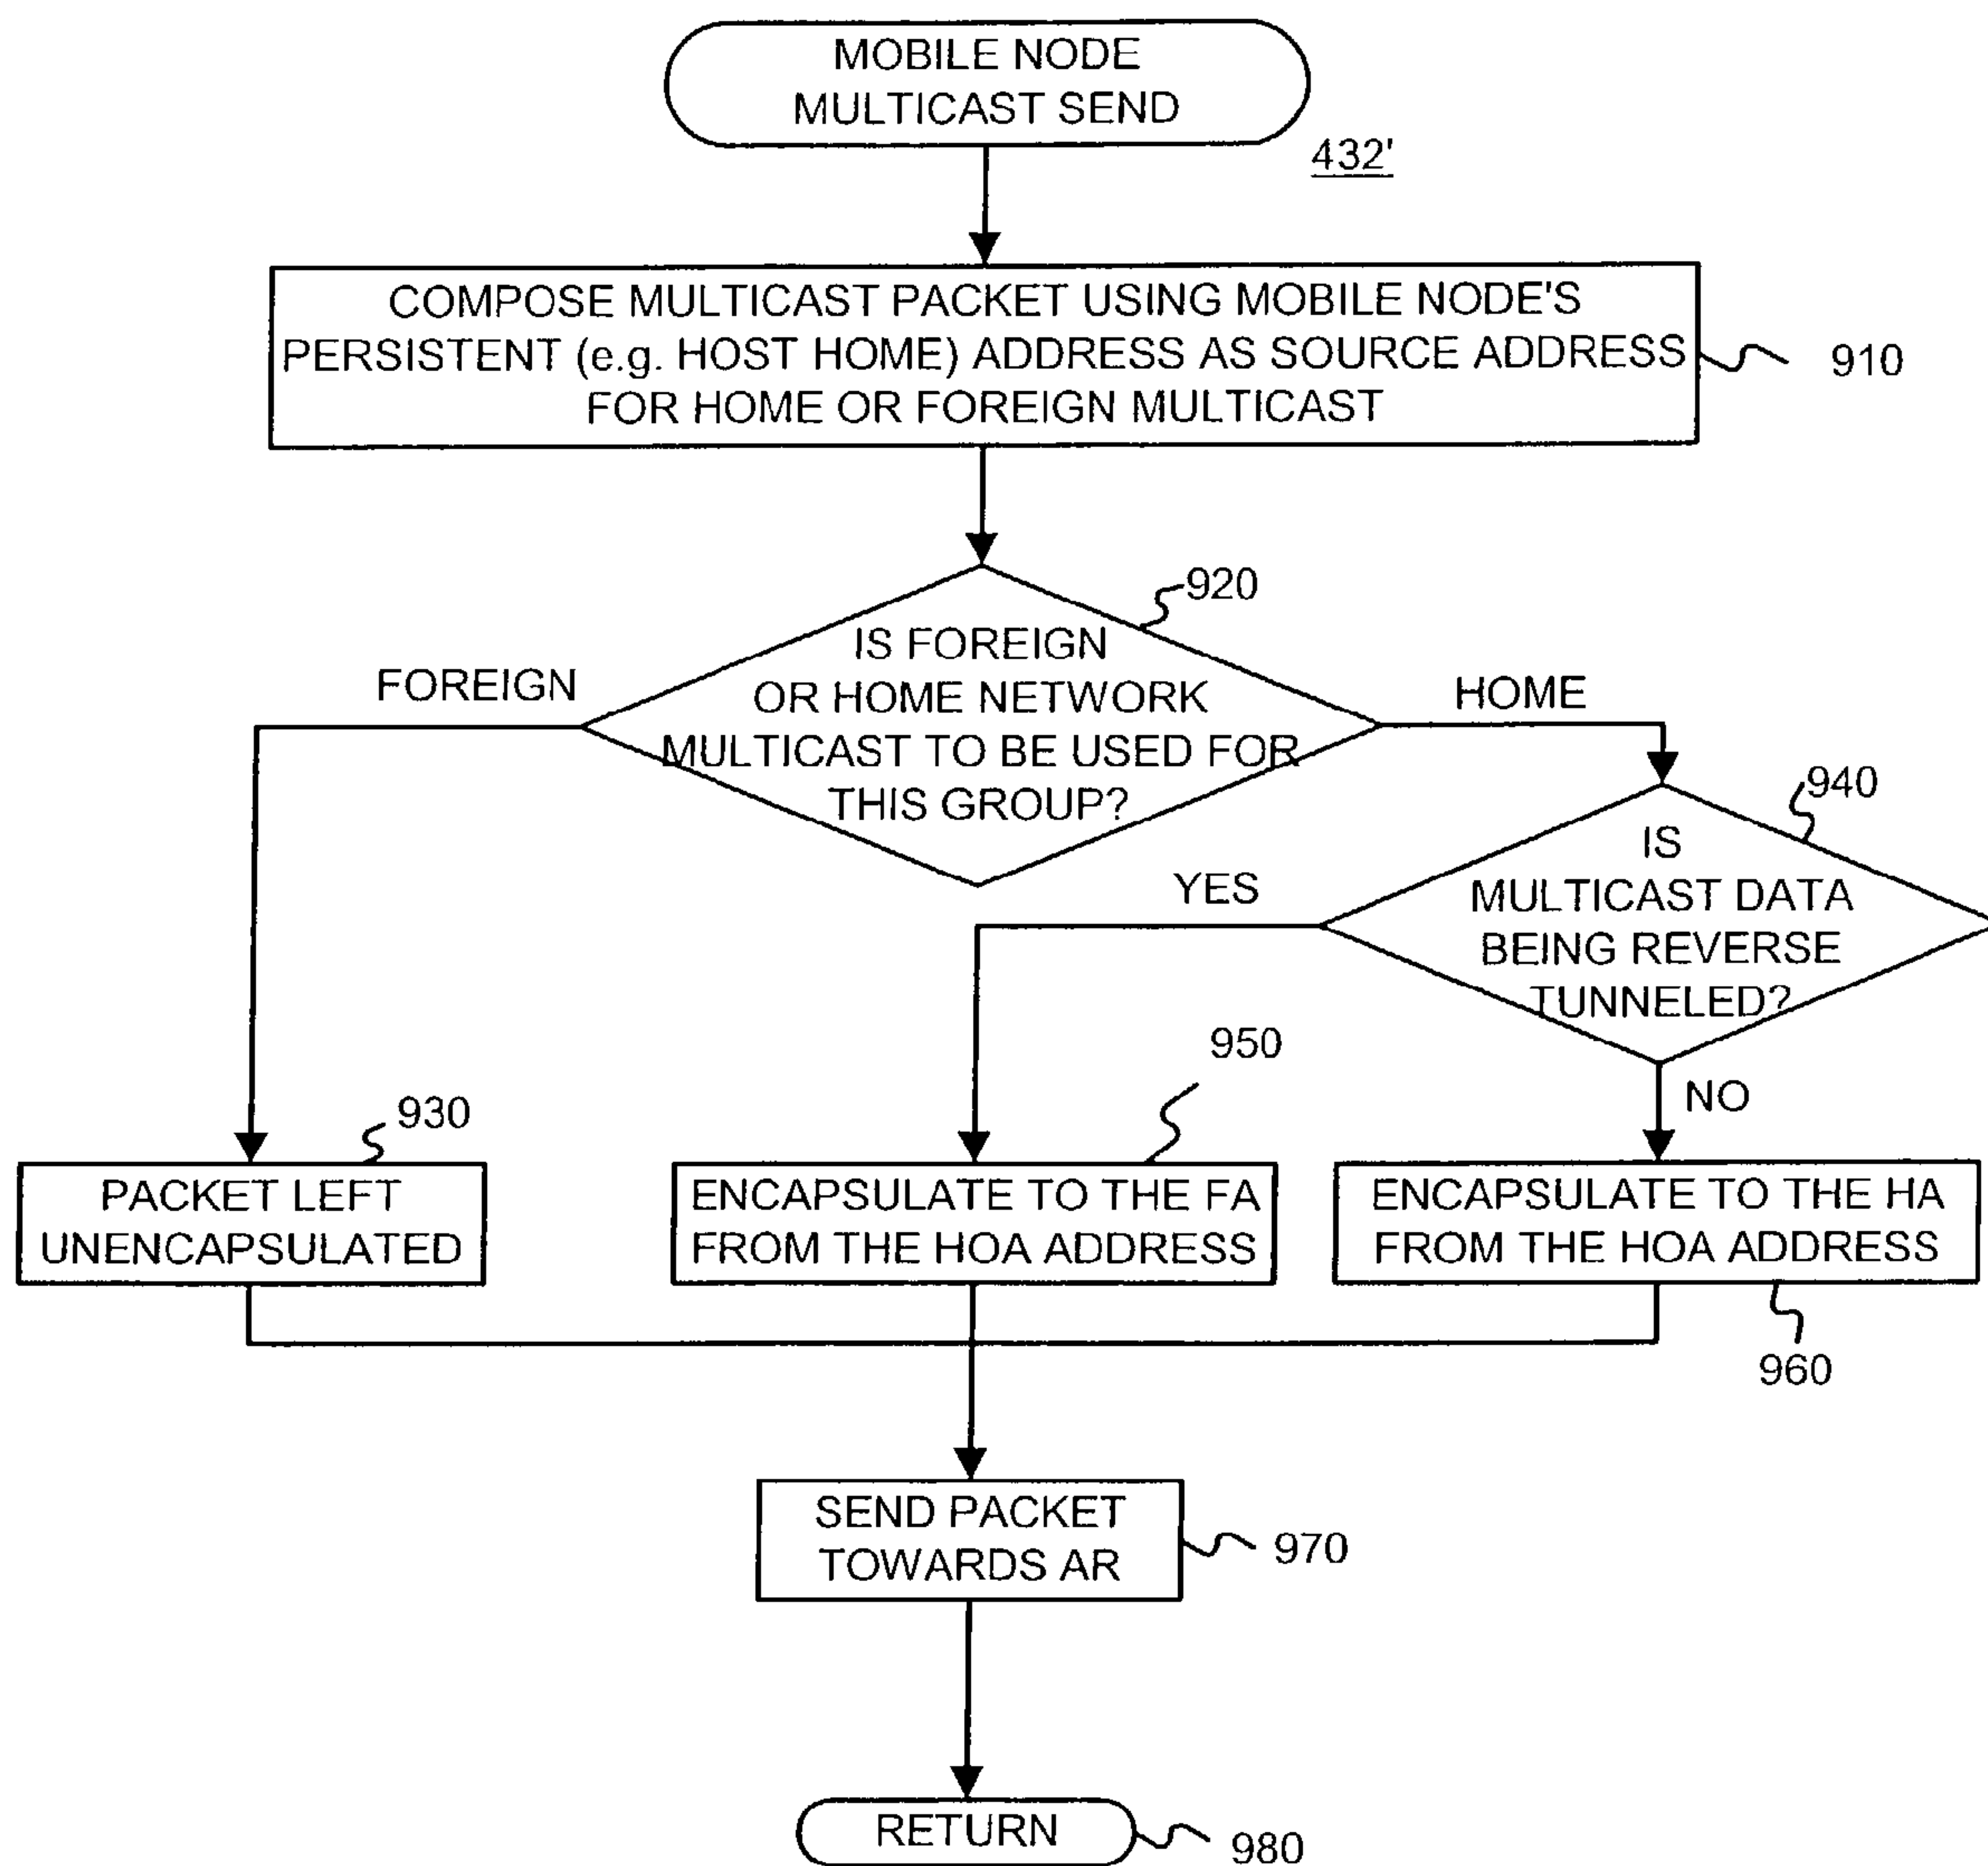 MOBILE NODE
MULTICAST SEND
432'
COMPOSE MULTICAST PACKET USING MOBILE NODE'S
PERSISTENT (e.g. HOST HOME) ADDRESS AS SOURCE ADDRESS
FOR HOME OR FOREIGN MULTICAST
910
920
IS FOREIGN
OR HOME NETWORK
MULTICAST TO BE USED FOR
THIS GROUP?
FOREIGN
HOME
940
IS
MULTICAST DATA
BEING REVERSE
TUNNELED?
YES
NO
930
PACKET LEFT
UNENCAPSULATED
950
ENCAPSULATE TO THE FA
FROM THE HOA ADDRESS
ENCAPSULATE TO THE HA
FROM THE HOA ADDRESS
960
SEND PACKET
TOWARDS AR
970
RETURN
980